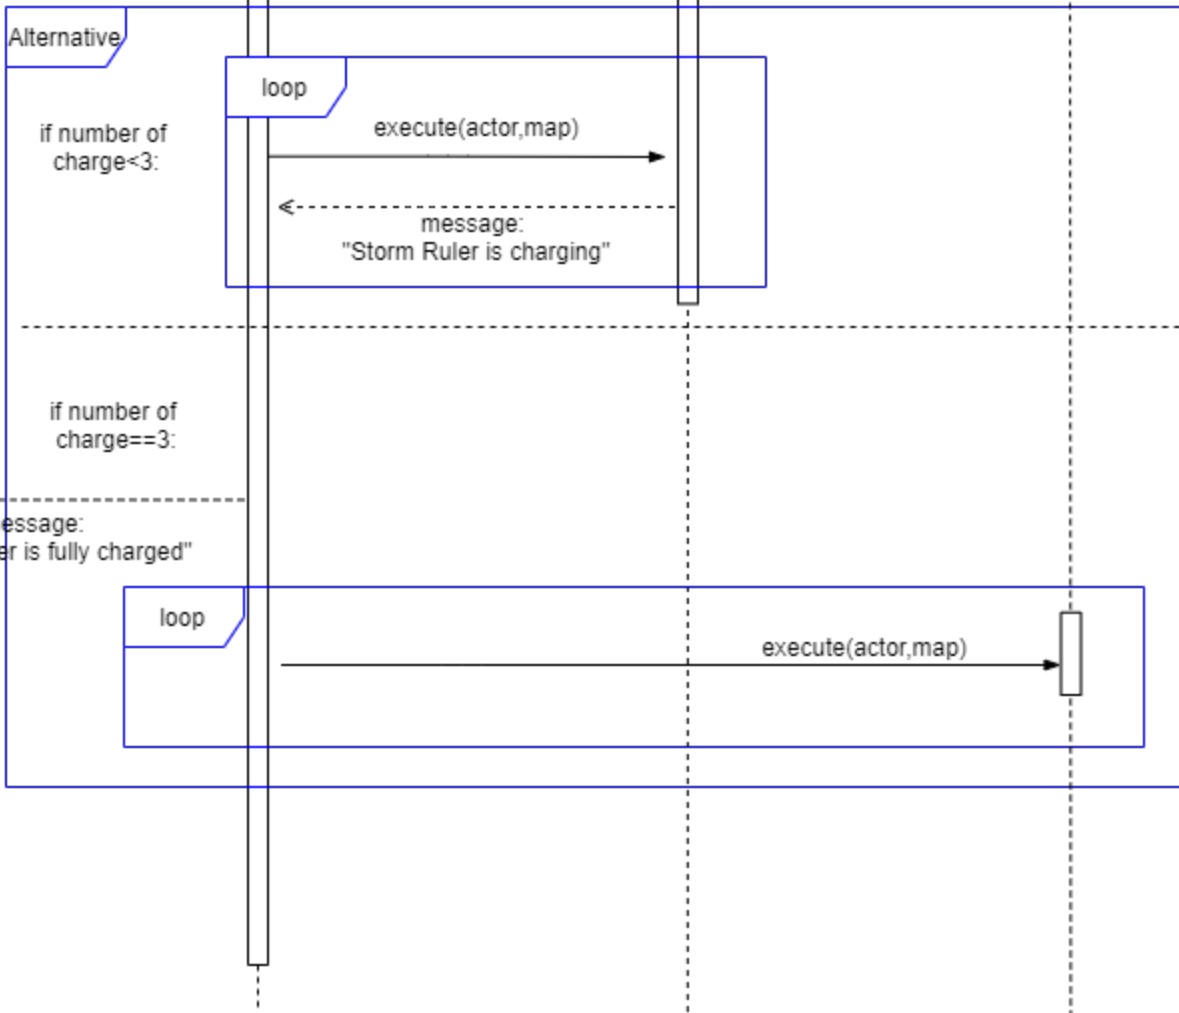 Alternative
loop
if number of
charge<3:
execute(actor,map)
message:
"Storm Ruler is charging"
if number of
charge==3:
essage:
er is fully charged"
loop
execute(actor,map)